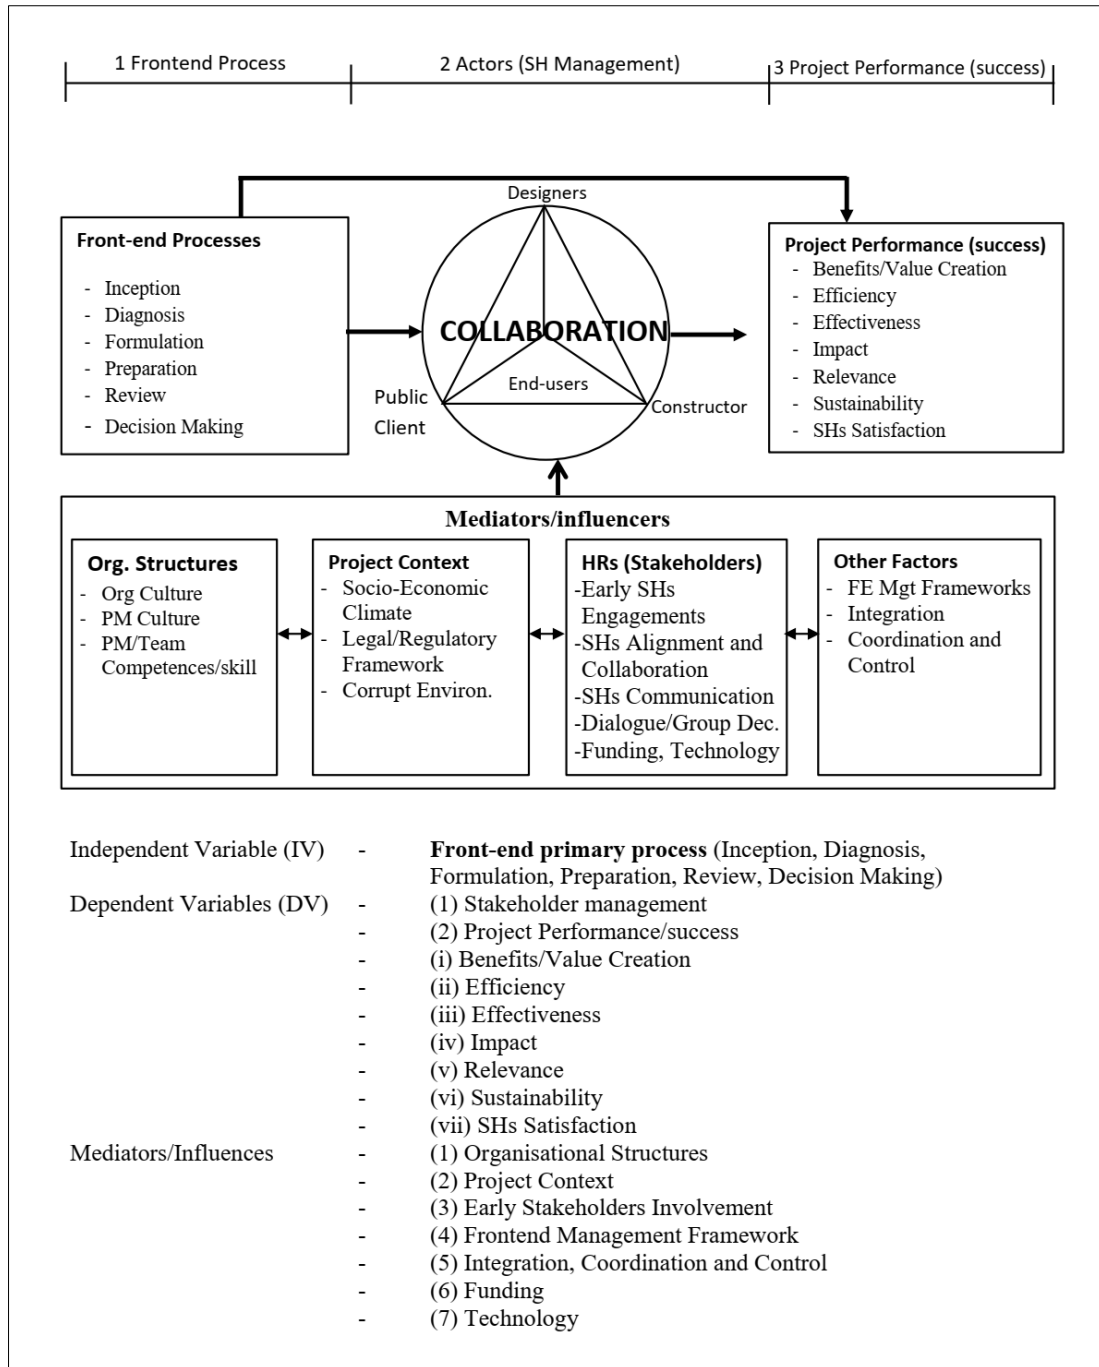 1 Frontend Process
2 Actors (SH Management)
3 Project Performance (success)
Designers
Front-end Processes
- Inception
- Diagnosis
- Formulation
- Preparation
- Review
- Decision Making
COLLABORATION
End-users
Public
Client
Constructor
Project Performance (success)
- Benefits/Value Creation
- Efficiency
- Effectiveness
- Impact
- Relevance
- Sustainability
- SHs Satisfaction
Mediators/influencers
Org. Structures
- Org Culture
- PM Culture
- PM/Team
Competences/skill
Project Context
- Socio-Economic
Climate
- Legal/Regulatory
Framework
- Corrupt Environ.
HRs (Stakeholders)
-Early SHs
Engagements
-SHs Alignment and
Collaboration
-SHs Communication
-Dialogue/Group Dec.
-Funding, Technology
Other Factors
- FE Mgt Frameworks
- Integration
- Coordination and
Control
Independent Variable (IV) - Front-end primary process (Inception, Diagnosis,
Formulation, Preparation, Review, Decision Making)
Dependent Variables (DV) - (1) Stakeholder management
- (2) Project Performance/success
- (i) Benefits/Value Creation
- (ii) Efficiency
- (iii) Effectiveness
- (iv) Impact
- (v) Relevance
- (vi) Sustainability
- (vii) SHs Satisfaction
Mediators/Influences - (1) Organisational Structures
- (2) Project Context
- (3) Early Stakeholders Involvement
- (4) Frontend Management Framework
- (5) Integration, Coordination and Control
- (6) Funding
- (7) Technology